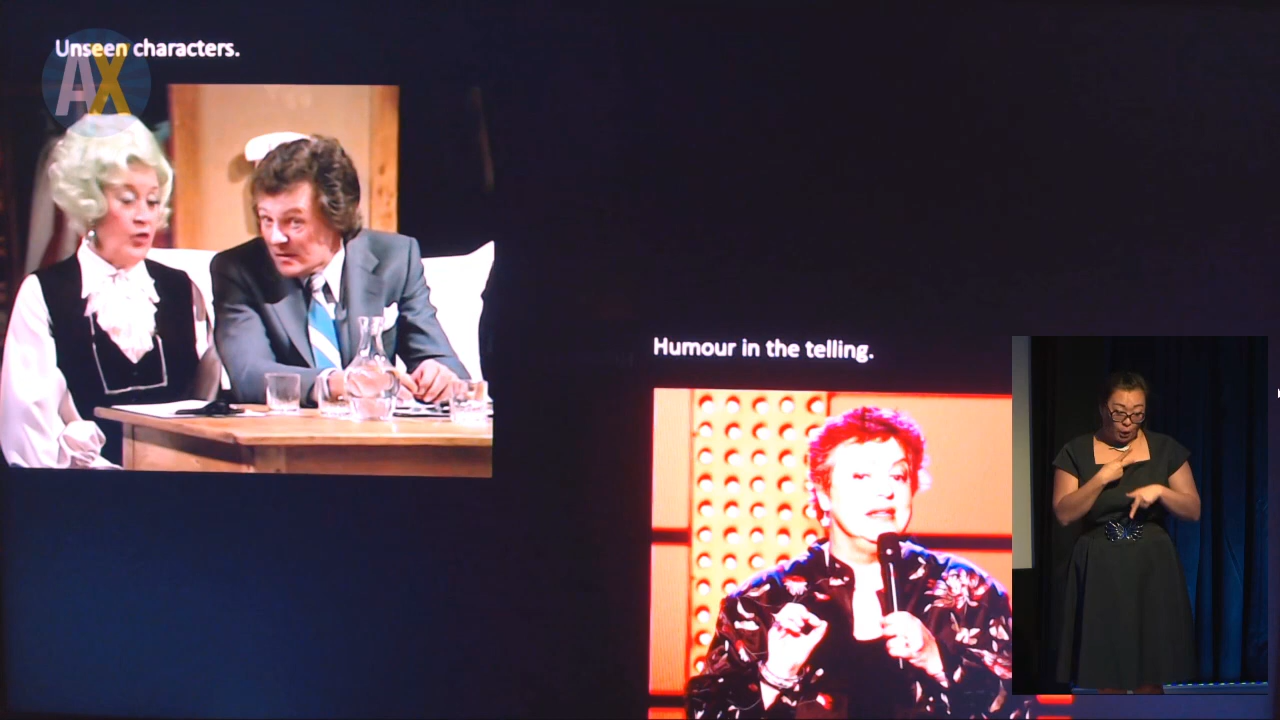 Unseen characters.
AX
Humour in the telling.